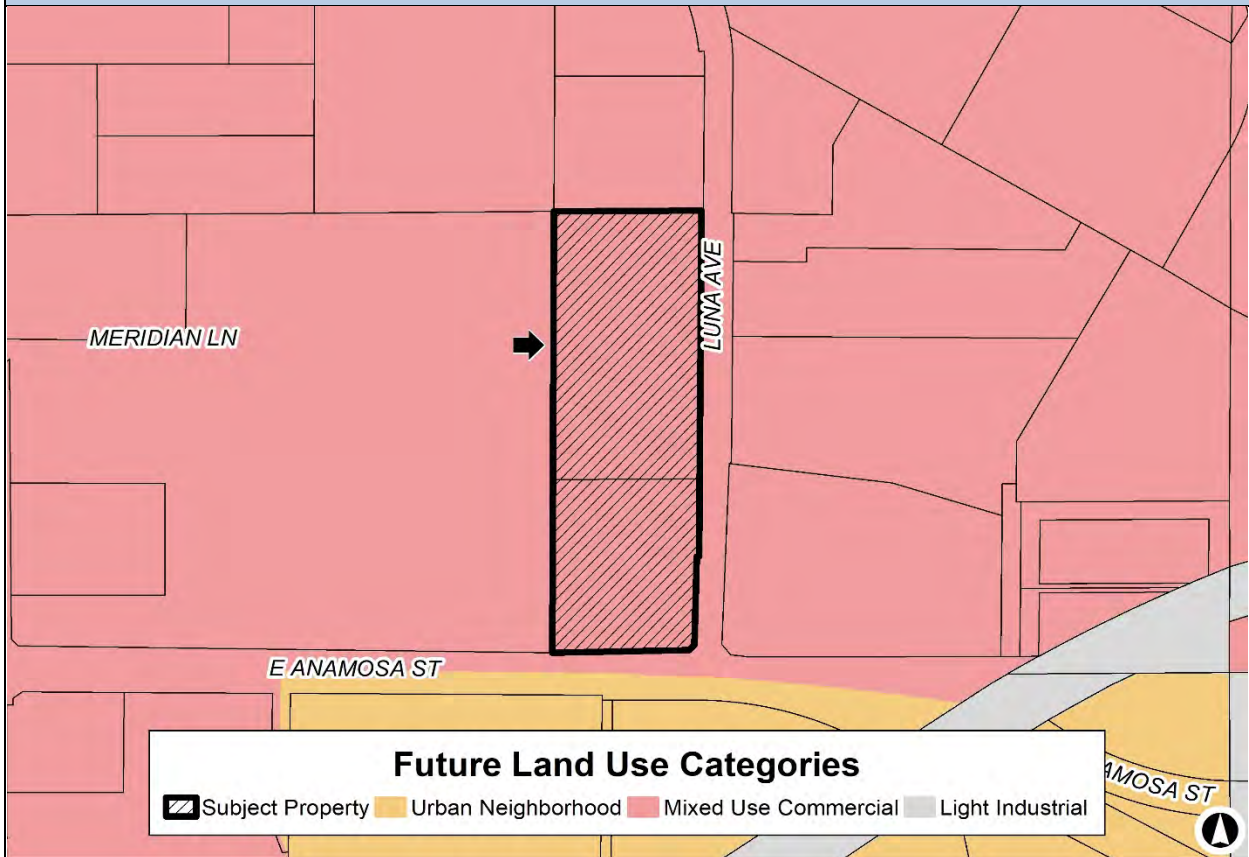 LUNA AVE
MERIDIAN LN
E ANAMOSA ST
AMOSA ST
Future Land Use Categories
Subject Property Urban Neighborhood Mixed Use Commercial Light Industrial